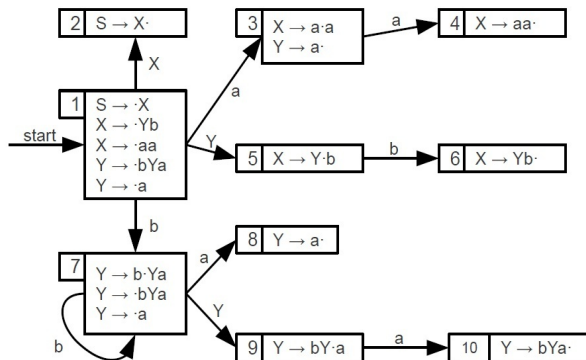 2 S → X·
3 X → a·a
Y → a·
a
4 X → aa·
X
a
1 S → ·X
X → ·Yb
X → ·aa
Y → ·bYa
Y → ·a
start
Y
5 X → Y·b
b
6 X → Yb·
b
7 Y → b·Ya
Y → ·bYa
Y → ·a
a
8 Y → a·
Y
b
9 bY·a
a
10 Y → bYa·